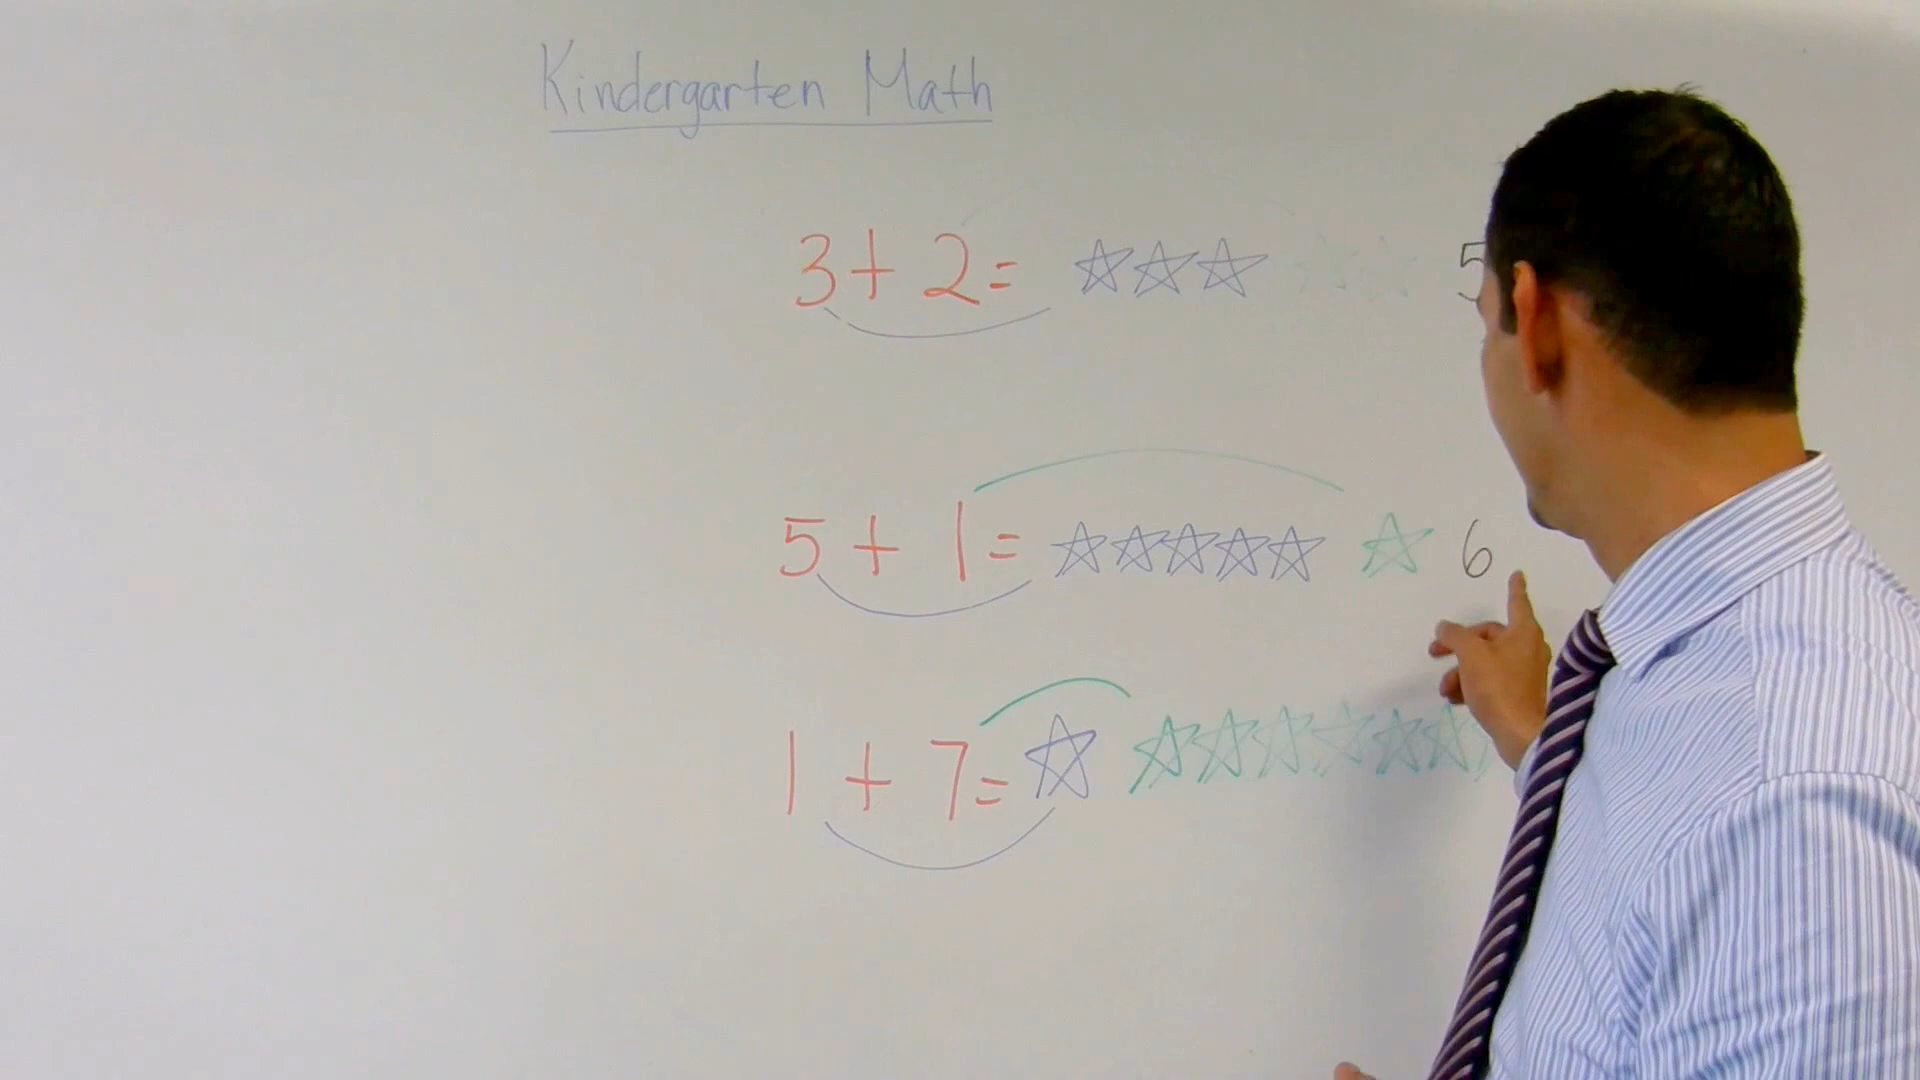 Kindergarten Math
3 + 2 = 5
5 + 1 = 6
1 + 7 =